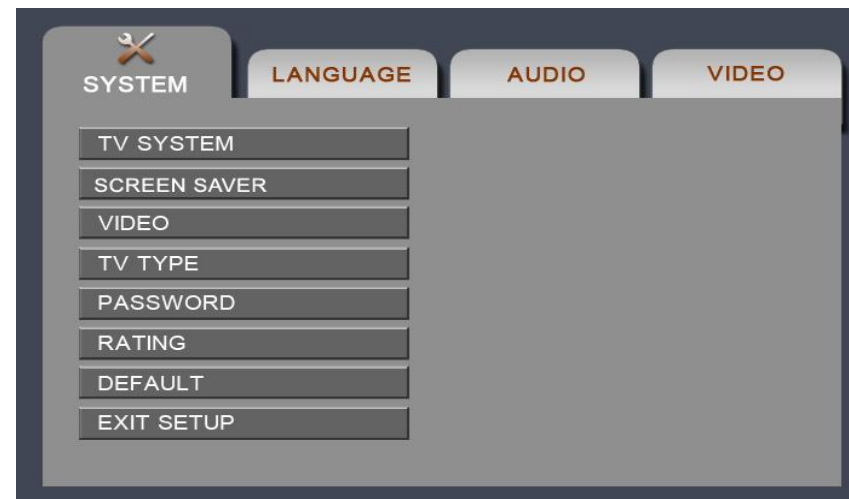 SYSTEM
LANGUAGE
AUDIO
VIDEO
TV SYSTEM
SCREEN SAVER
VIDEO
TV TYPE
PASSWORD
RATING
DEFAULT
EXIT SETUP